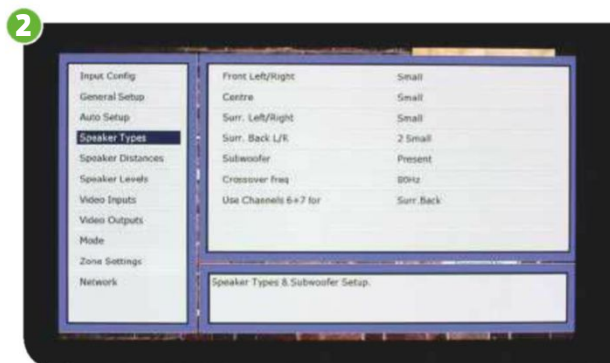 2
Input Config
General Setup
Auto Setup
Speaker Types
Speaker Distances
Speaker Levels
Video Inputs
Video Outputs
Mode
Zone Settings
Network
Front Left/Right Small
Centre Small
Surr. Left/Right Small
Surr. Back L/R 2 Small
Subwoofer Present
Crossover freq 80Hz
Use Channels 6+7 for Surr.Back
Speaker Types & Subwoofer Setup.